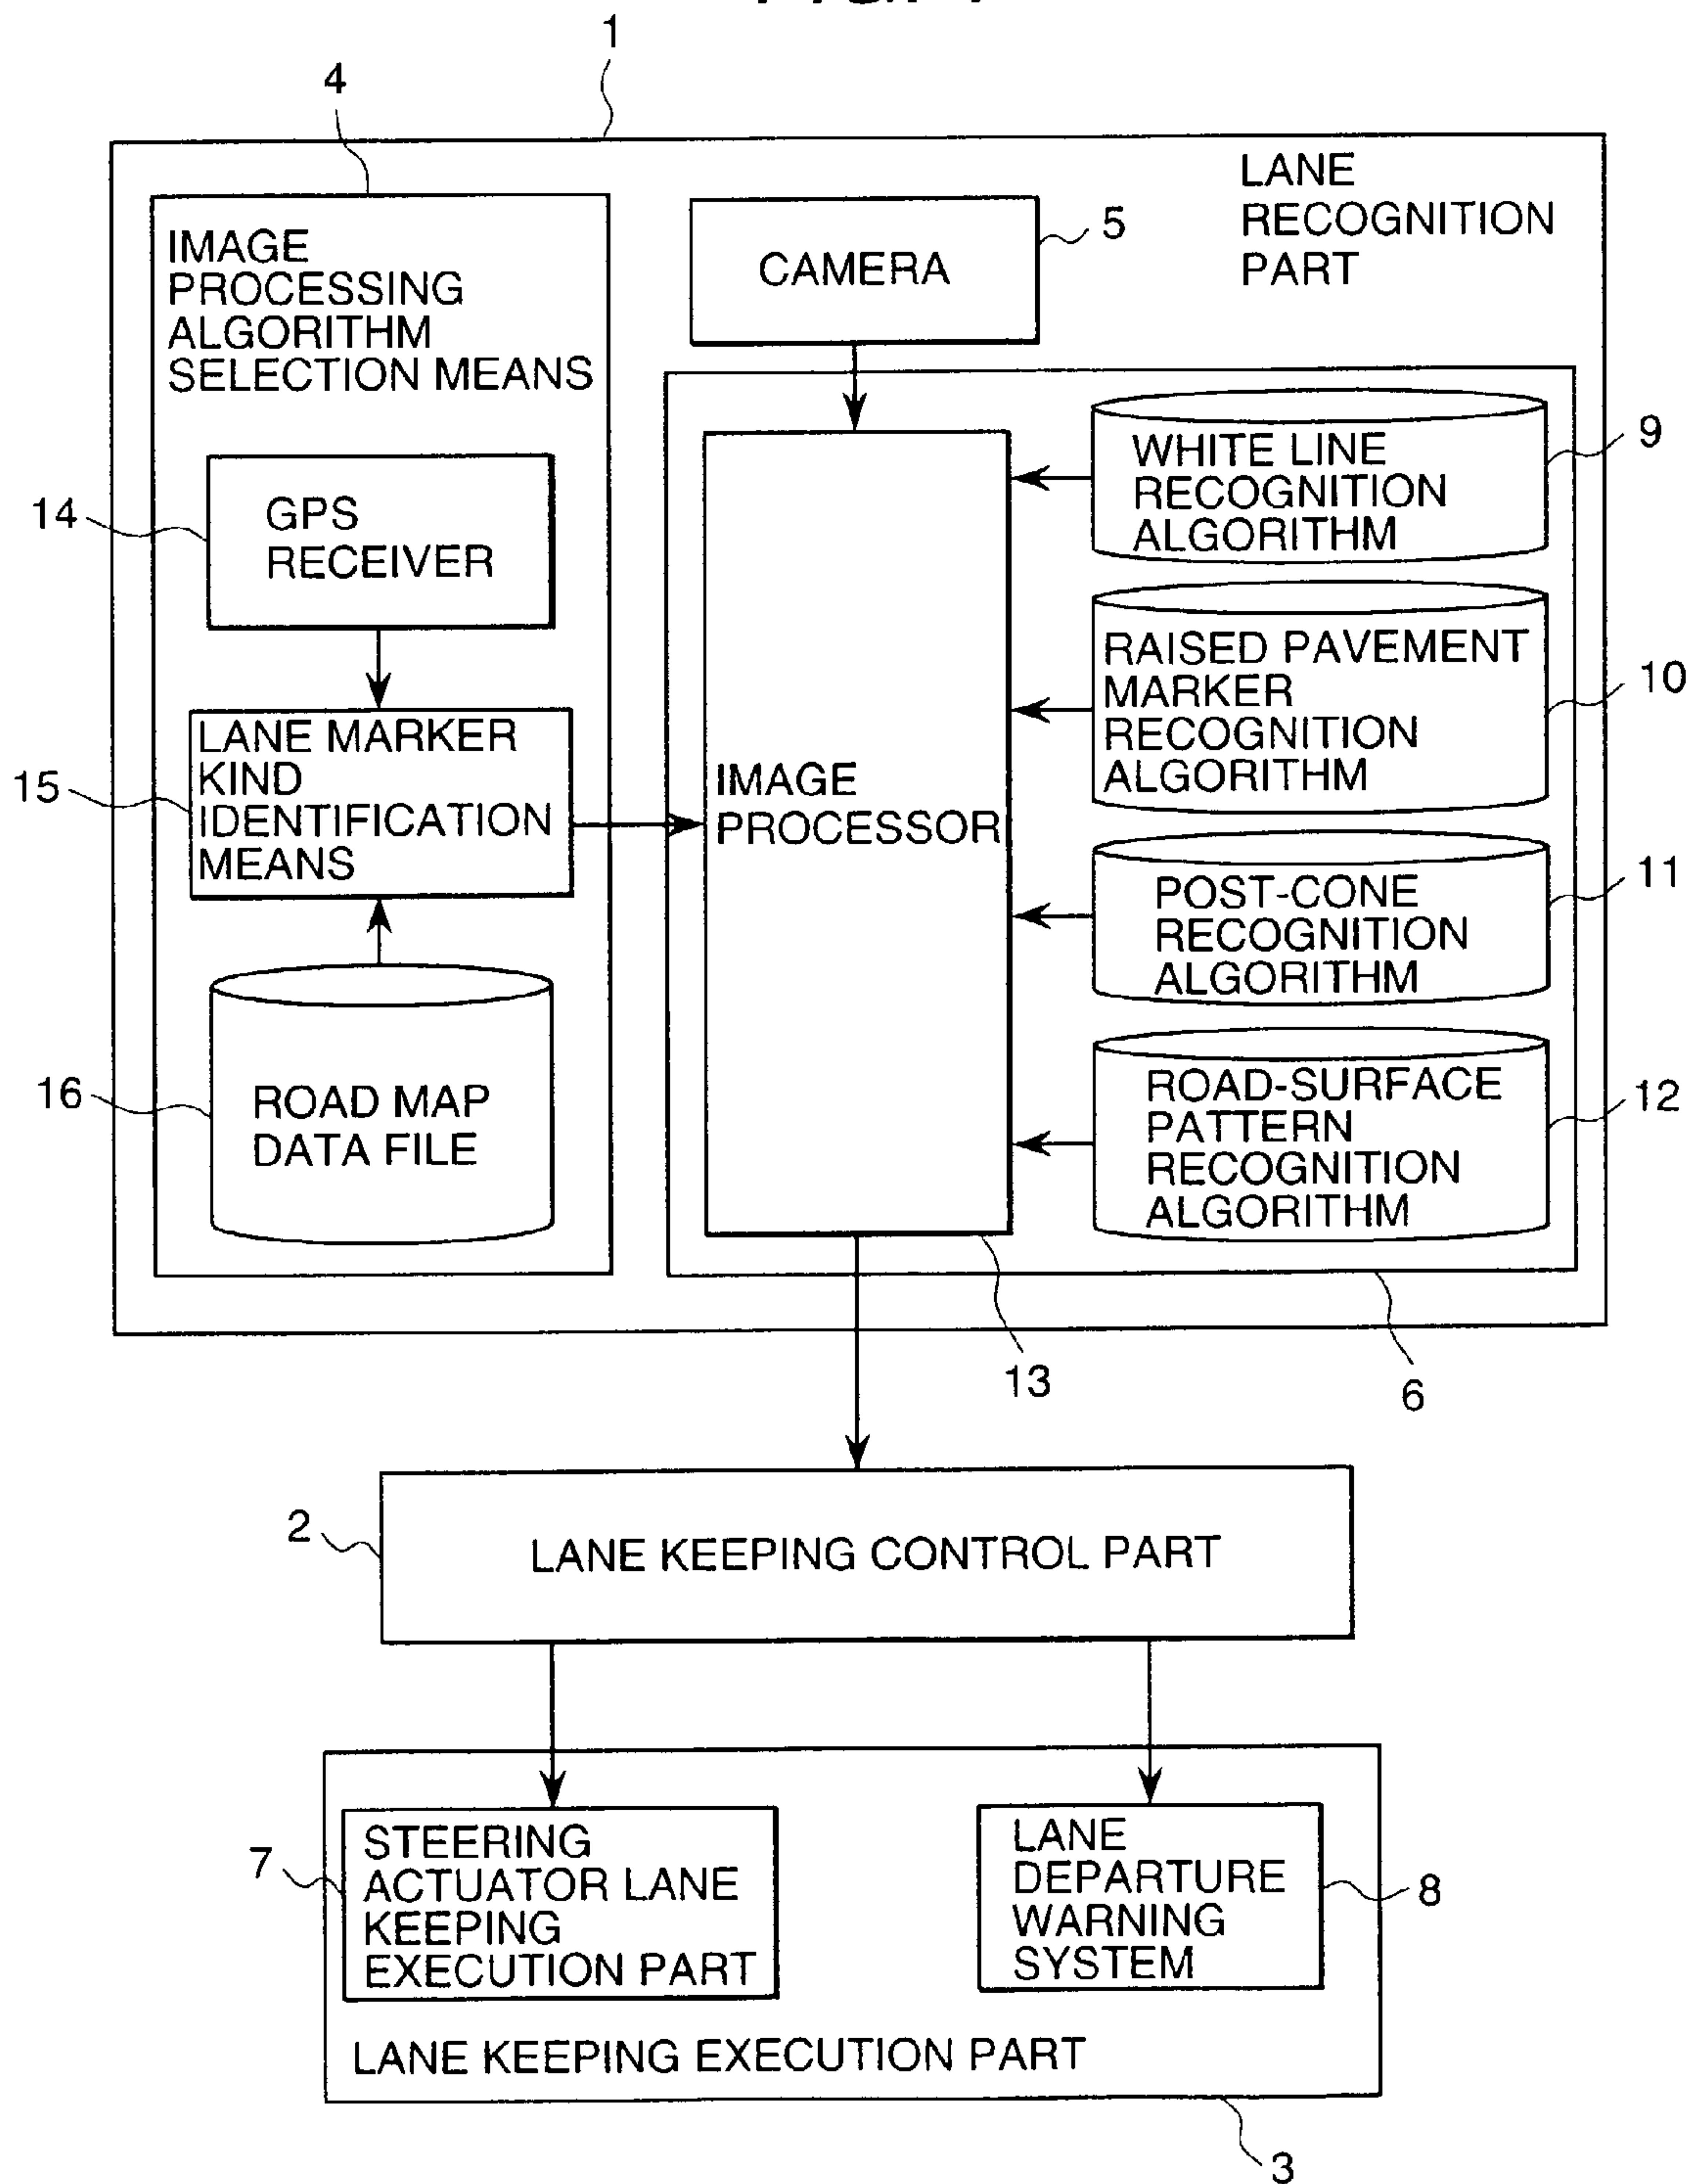 1
4
LANE
RECOGNITION
PART
IMAGE
PROCESSING
ALGORITHM
SELECTION MEANS
CAMERA
5
GPS
RECEIVER
14
LANE MARKER
KIND
IDENTIFICATION
MEANS
15
ROAD MAP
DATA FILE
16
IMAGE
PROCESSOR
WHITE LINE
RECOGNITION
ALGORITHM
9
RAISED PAVEMENT
MARKER
RECOGNITION
ALGORITHM
10
POST-CONE
RECOGNITION
ALGORITHM
11
ROAD-SURFACE
PATTERN
RECOGNITION
ALGORITHM
12
13
6
2
LANE KEEPING CONTROL PART
7
STEERING
ACTUATOR LANE
KEEPING
EXECUTION PART
LANE
DEPARTURE
WARNING
SYSTEM
8
LANE KEEPING EXECUTION PART
3